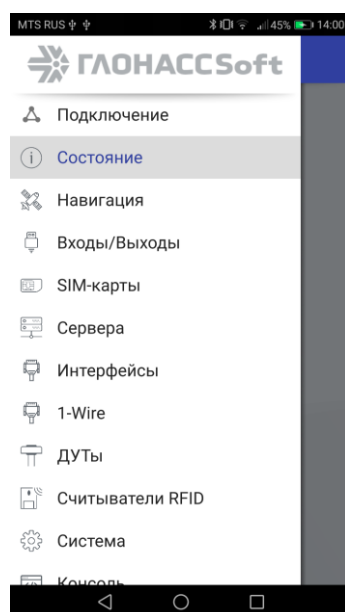 MTS RUS 45% 14:00
ГЛОНАССSoft
Подключение
Состояние
Навигация
Входы/Выходы
SIM-карты
Сервера
Интерфейсы
1-Wire
ДУТы
Считыватели RFID
Система
Консоль